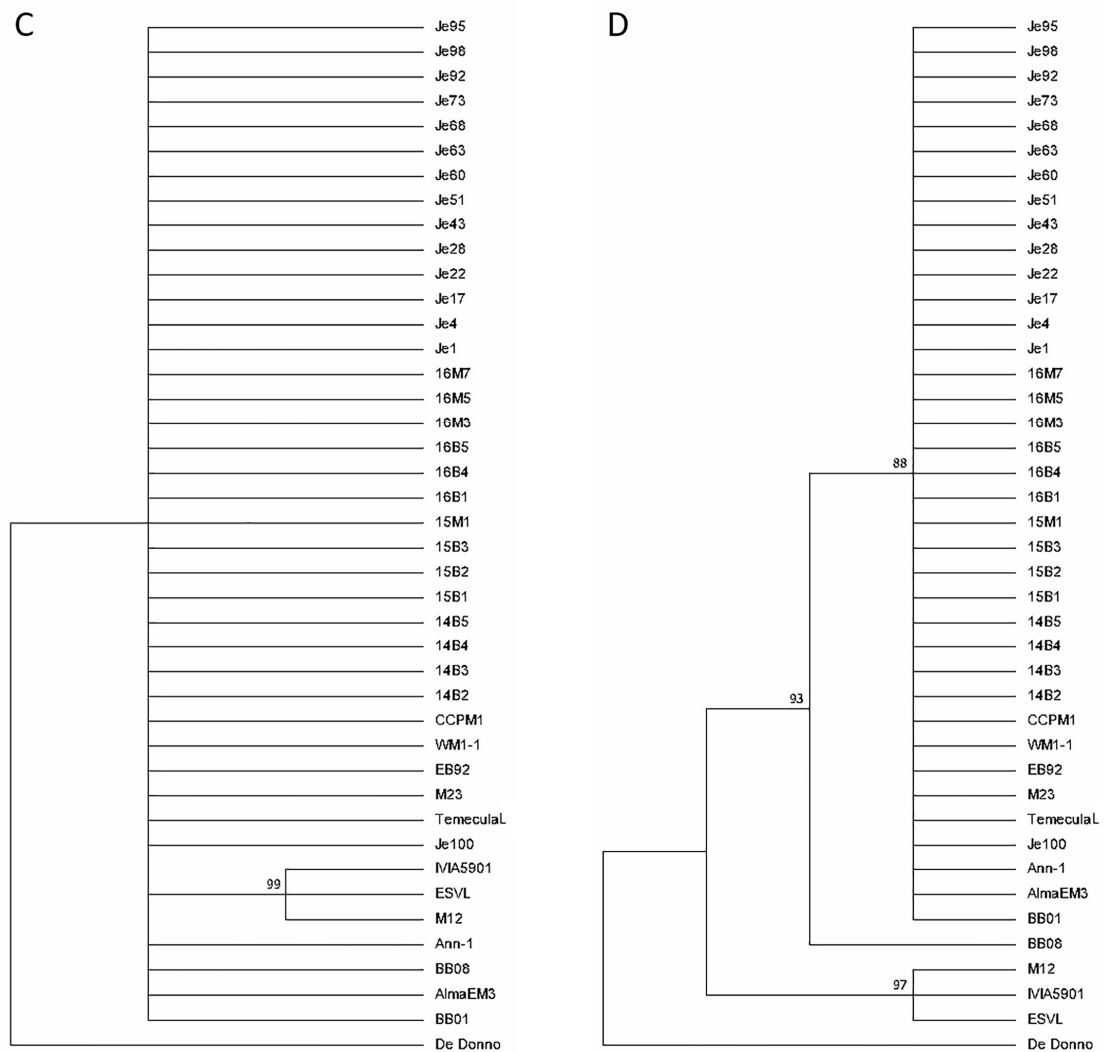 C
Je95
Je98
Je92
Je73
Je68
Je63
Je60
Je51
Je43
Je28
Je22
Je17
Je4
Je1
16M7
16M5
16M3
16B5
16B4
16B1
15M1
15B3
15B2
15B1
14B5
14B4
14B3
14B2
CCPM1
WM1-1
EB92
M23
TemeculaL
Je100
99
IVIA5901
ESVL
M12
Ann-1
BB08
AlmaEM3
BB01
De Donno
D
Je95
Je98
Je92
Je73
Je68
Je63
Je60
Je51
Je43
Je28
Je22
Je17
Je4
Je1
16M7
16M5
16M3
16B5
88
16B4
16B1
15M1
15B3
15B2
15B1
14B5
14B4
14B3
14B2
93
CCPM1
WM1-1
EB92
M23
TemeculaL
Je100
Ann-1
AlmaEM3
BB01
BB08
M12
97
IVIA5901
ESVL
De Donno